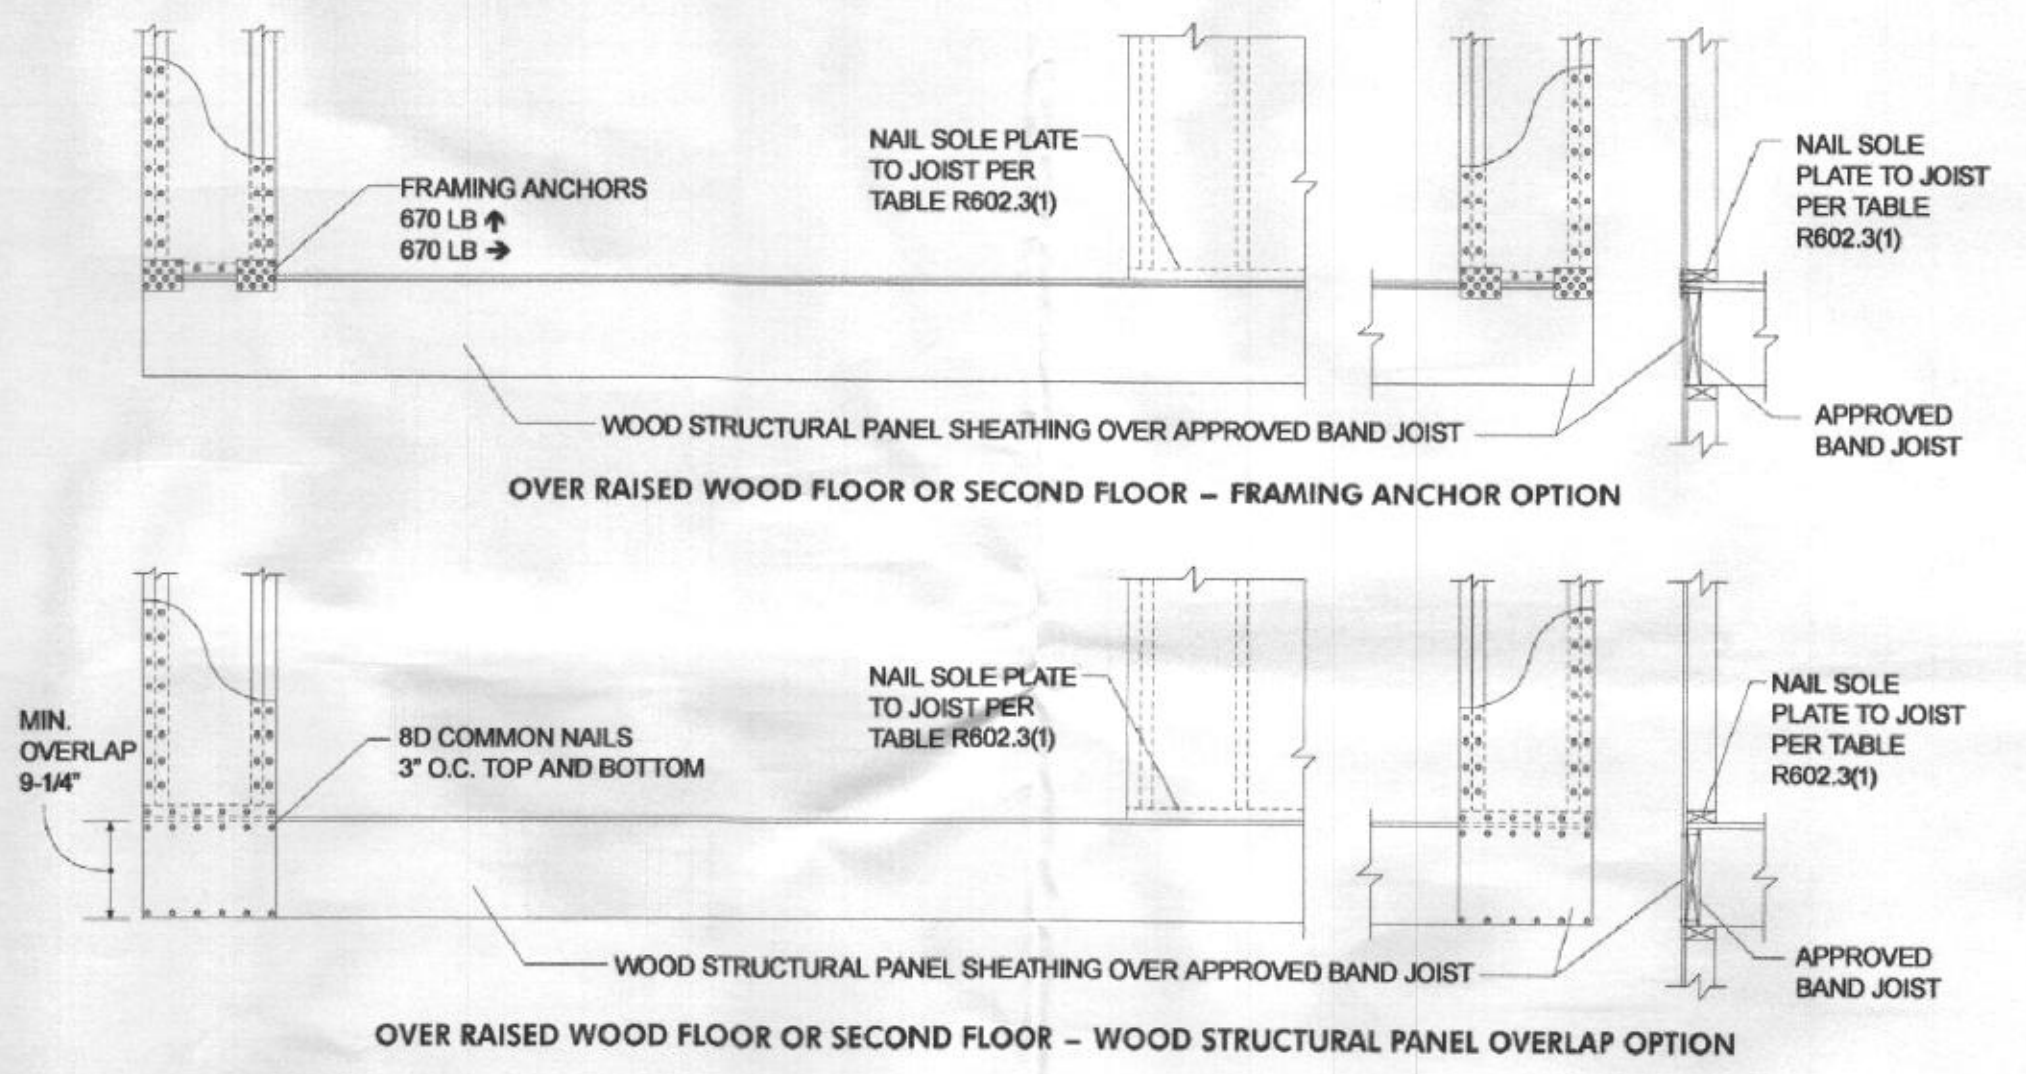 FRAMING ANCHORS
670 LB ↑
670 LB →
NAIL SOLE PLATE
TO JOIST PER
TABLE R602.3(1)
NAIL SOLE
PLATE TO JOIST
PER TABLE
R602.3(1)
WOOD STRUCTURAL PANEL SHEATHING OVER APPROVED BAND JOIST
APPROVED
BAND JOIST
OVER RAISED WOOD FLOOR OR SECOND FLOOR – FRAMING ANCHOR OPTION
MIN.
OVERLAP
9-1/4"
8D COMMON NAILS
3" O.C. TOP AND BOTTOM
NAIL SOLE PLATE
TO JOIST PER
TABLE R602.3(1)
NAIL SOLE
PLATE TO JOIST
PER TABLE
R602.3(1)
WOOD STRUCTURAL PANEL SHEATHING OVER APPROVED BAND JOIST
APPROVED
BAND JOIST
OVER RAISED WOOD FLOOR OR SECOND FLOOR – WOOD STRUCTURAL PANEL OVERLAP OPTION